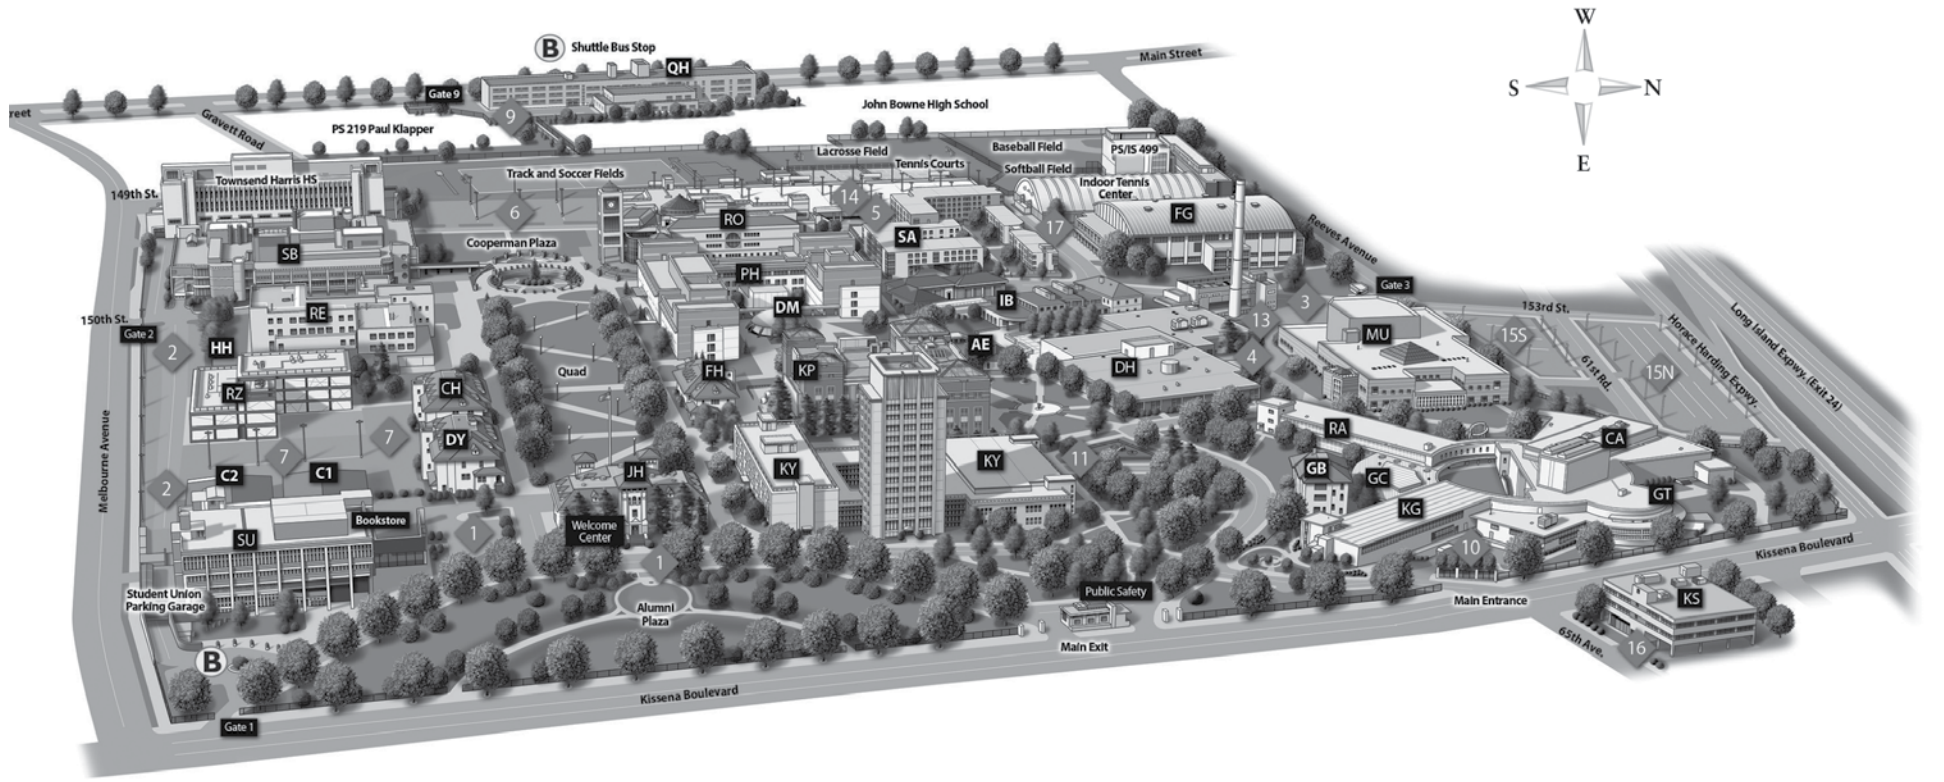 W
S
N
E
B
Shuttle Bus Stop
QH
Main Street
Gate 9
9
John Bowne High School
reet
Gravett Road
PS 219 Paul Klapper
Lacrosse Field
Baseball Field
PS/IS 499
Tennis Courts
Softball Field
Track and Soccer Fields
Townsend Harris HS
Indoor Tennis
Center
149th St.
14
5
6
RO
FG
17
SA
Reeves Avenue
Cooperman Plaza
SB
PH
Gate 3
IB
3
153rd St.
DM
RE
150th St.
Gate 2
13
MU
15S
Horace Harding Expwy.
Long Island Expwy. (Exit 24)
2
HH
AE
4
61st Rd.
15N
Quad
FH
KP
DH
CH
RZ
RA
CA
7
DY
7
Melbourne Avenue
C2
C1
JH
KY
KY
11
GB
GC
GT
2
KG
Bookstore
Welcome
Center
1
SU
10
Kissena Boulevard
1
Student Union
Parking Garage
Alumni
Plaza
Public Safety
Main Entrance
KS
Main Exit
65th Ave.
16
B
Kissena Boulevard
Gate 1